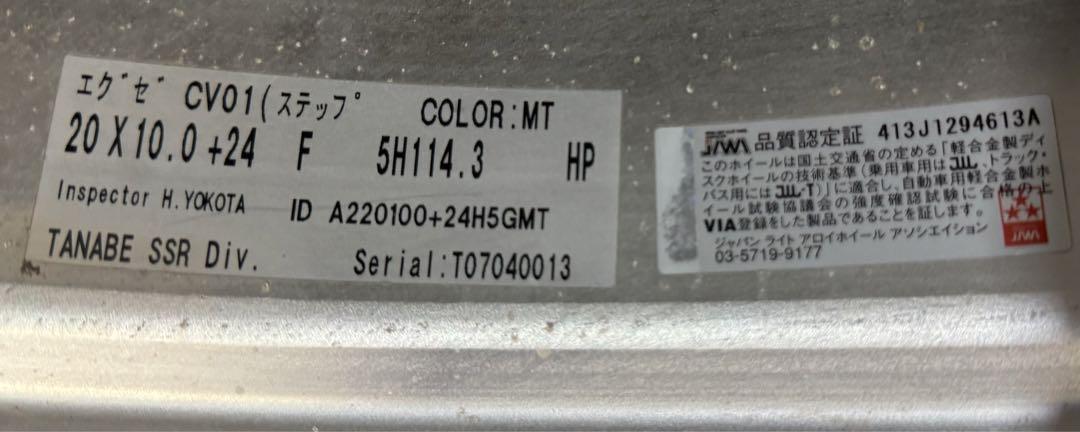 エグゼ CV01(ステップ COLOR:MT
20X10.0+24 F 5H114.3 HP
Inspector H.YOKOTA ID A220100+24H5GMT
TANABE SSR Div. Serial:T07040013
JAWA 品質認定証 413J1294613A
このホイールは国土交通省の定める「軽合金製ディ
スクホイールの技術基準(乗用車用はJWL、トラック・
バス用にはJWL-T)」に適合し、自動車用軽合金製ホ
イール試験協議会の強度確認試験に合格の上
VIA登録をした製品であることを証します。
ジャパン ライト アロイホイール アソシエイション
03-5719-9177
JAWA